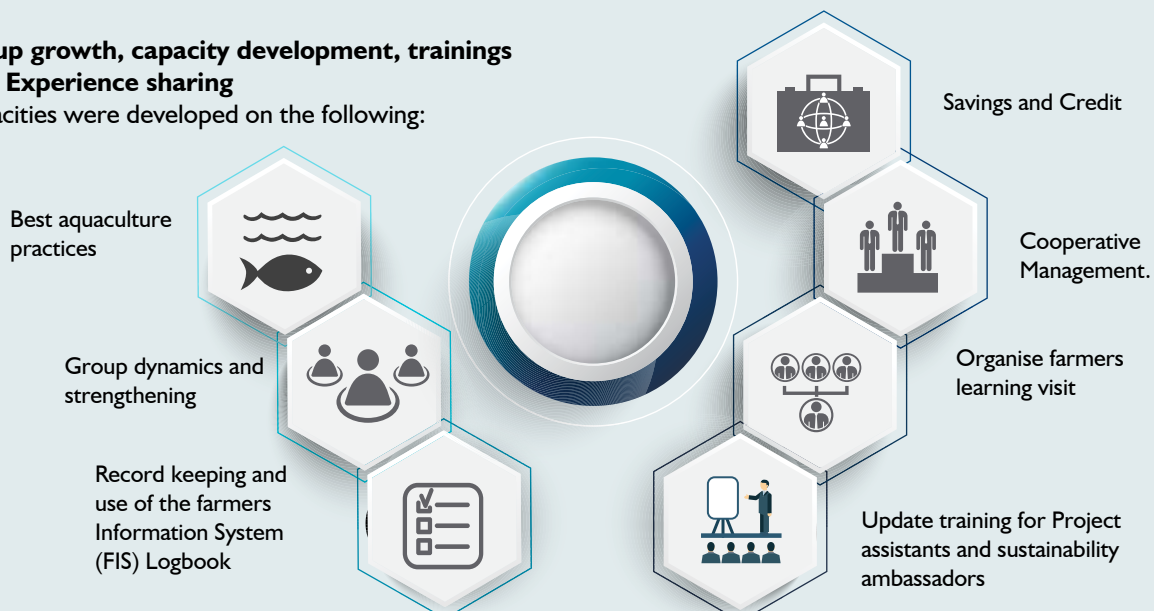 up growth, capacity development, trainings
Experience sharing
acities were developed on the following:
Best aquaculture
practices
Group dynamics and
strengthening
Record keeping and
use of the farmers
Information System
(FIS) Logbook
Savings and Credit
Cooperative
Management.
Organise farmers
learning visit
Update training for Project
assistants and sustainability
ambassadors